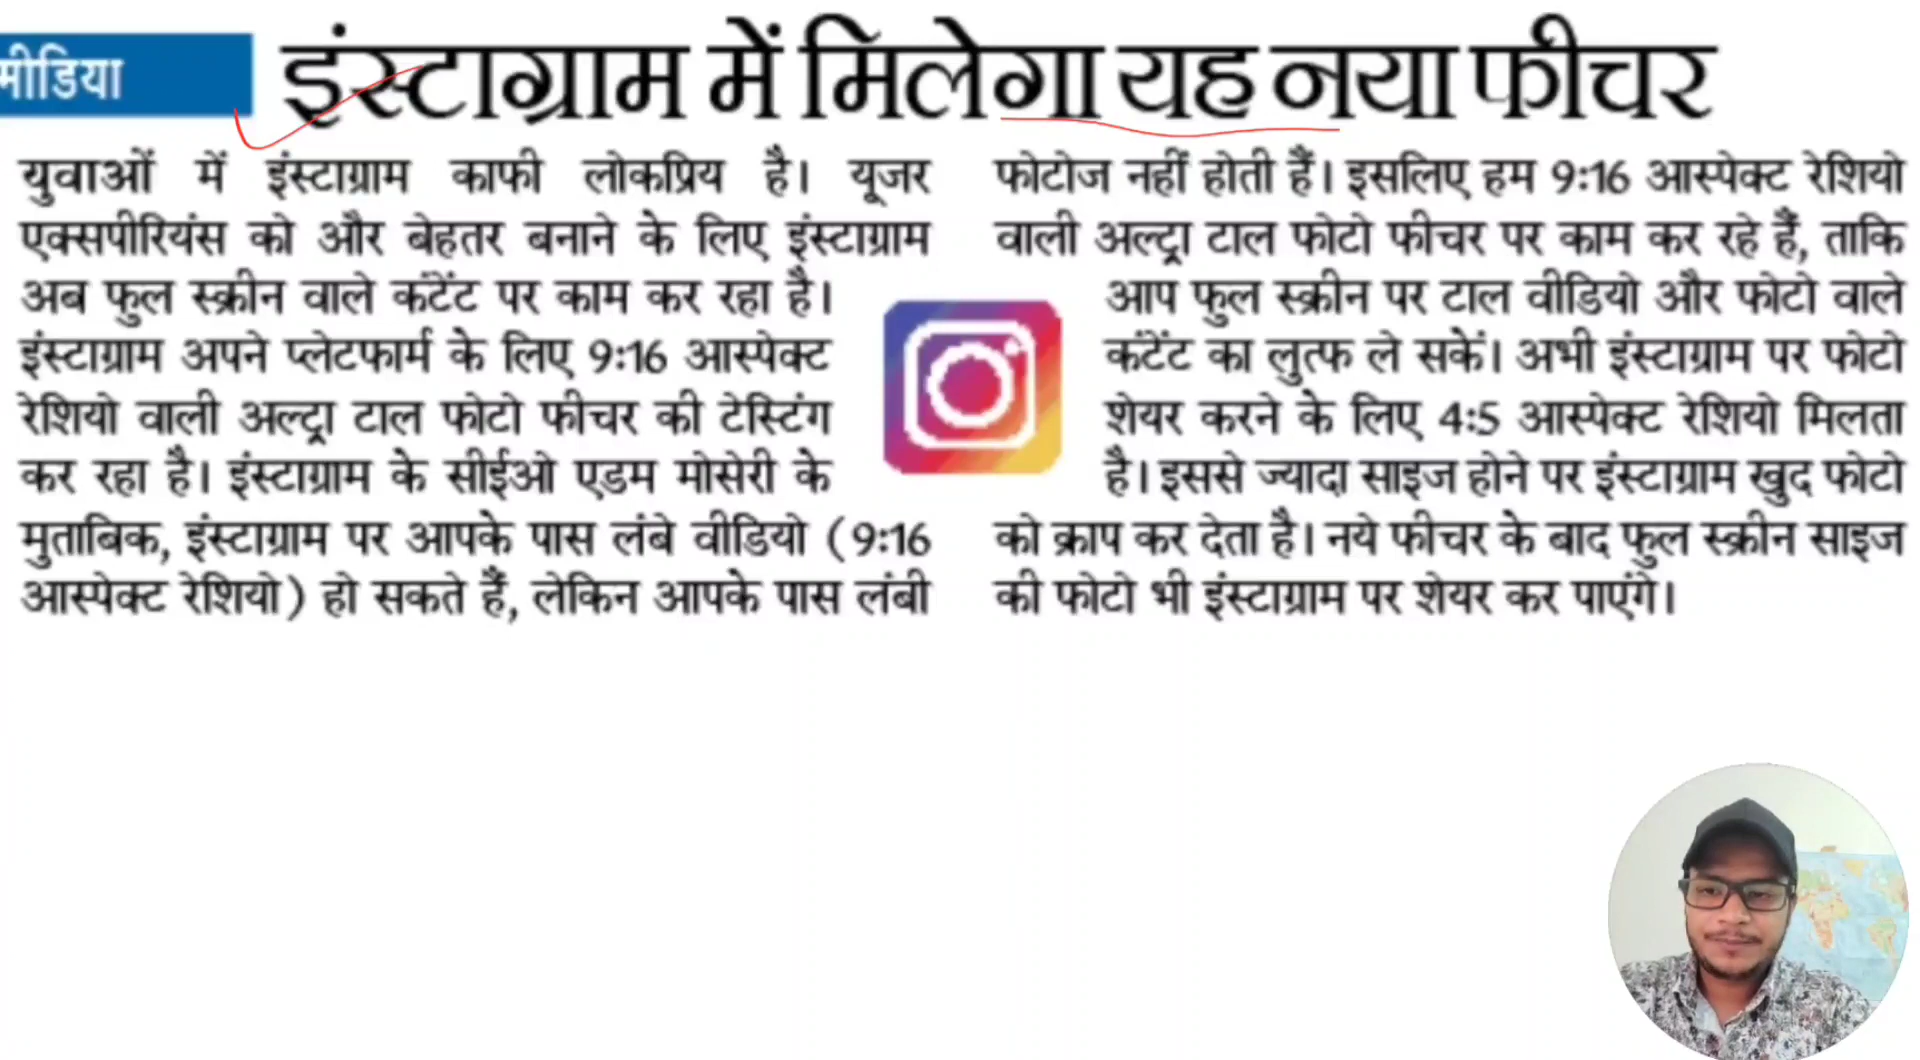 मीडिया
इंस्टाग्राम में मिलेगा यह नया फीचर
युवाओं में इंस्टाग्राम काफी लोकप्रिय है। यूजर
एक्सपीरियंस को और बेहतर बनाने के लिए इंस्टाग्राम
अब फुल स्क्रीन वाले कंटेंट पर काम कर रहा है।
इंस्टाग्राम अपने प्लेटफार्म के लिए 9:16 आस्पेक्ट
रेशियो वाली अल्ट्रा टाल फोटो फीचर की टेस्टिंग
कर रहा है। इंस्टाग्राम के सीईओ एडम मोसेरी के
मुताबिक, इंस्टाग्राम पर आपके पास लंबे वीडियो (9:16
आस्पेक्ट रेशियो) हो सकते हैं, लेकिन आपके पास लंबी
फोटोज नहीं होती हैं। इसलिए हम 9:16 आस्पेक्ट रेशियो
वाली अल्ट्रा टाल फोटो फीचर पर काम कर रहे हैं, ताकि
आप फुल स्क्रीन पर टाल वीडियो और फोटो वाले
कंटेंट का लुत्फ ले सकें। अभी इंस्टाग्राम पर फोटो
शेयर करने के लिए 4:5 आस्पेक्ट रेशियो मिलता
है। इससे ज्यादा साइज होने पर इंस्टाग्राम खुद फोटो
को क्राप कर देता है। नये फीचर के बाद फुल स्क्रीन साइज
की फोटो भी इंस्टाग्राम पर शेयर कर पाएंगे।